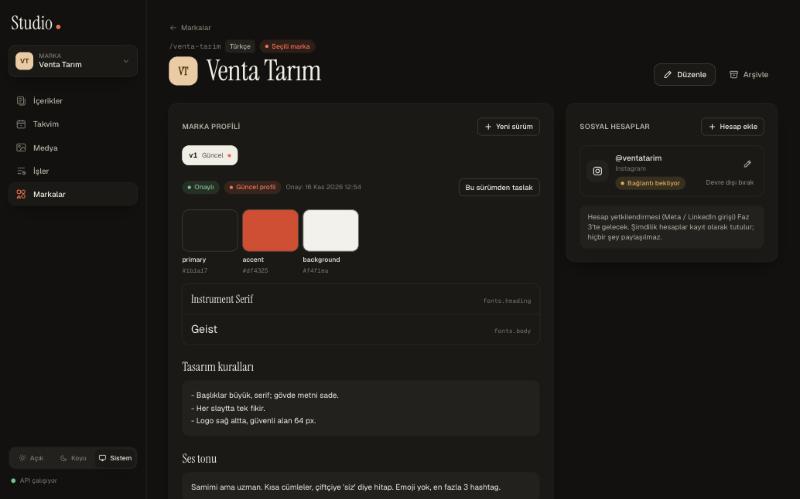 Studio
MARKA
VT
Venta Tarım
İçerikler
Takvim
Medya
İşler
Markalar
Açık
Koyu
Sistem
API çalışıyor
← Markalar
/venta-tarim Türkçe Seçili marka
VT Venta Tarım
Düzenle
Arşivle
MARKA PROFİLİ
+ Yeni sürüm
v1 Güncel
Onaylı Güncel profil Onay: 16 Kas 2026 12:54
Bu sürümden taslak
primary accent background
#1b1a17 #df4325 #f4f1ea
Instrument Serif fonts.heading
Geist fonts.body
Tasarım kuralları
- Başlıklar büyük, serif; gövde metni sade.
- Her slaytta tek fikir.
- Logo sağ altta, güvenli alan 64 px.
Ses tonu
Samimi ama uzman. Kısa cümleler, çiftçiye 'siz' diye hitap. Emoji yok, en fazla 3 hashtag.
SOSYAL HESAPLAR
+ Hesap ekle
@ventatarim
Instagram
Bağlantı bekliyor
Devre dışı bırak
Hesap yetkilendirmesi (Meta / LinkedIn girişi) Faz
3'te gelecek. Şimdilik hesaplar kayıt olarak tutulur;
hiçbir şey paylaşılmaz.